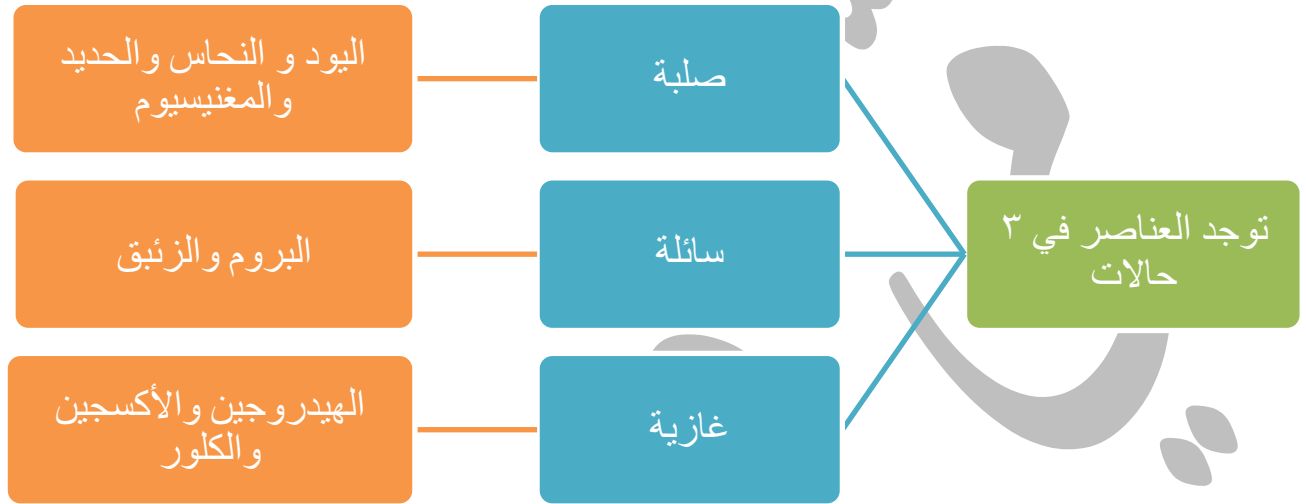 توجد العناصر في ٣
حالات
صلبة
اليود و النحاس والحديد
والمغنيسيوم
سائلة
البروم والزئبق
غازية
الهيدروجين والأكسجين
والكلور